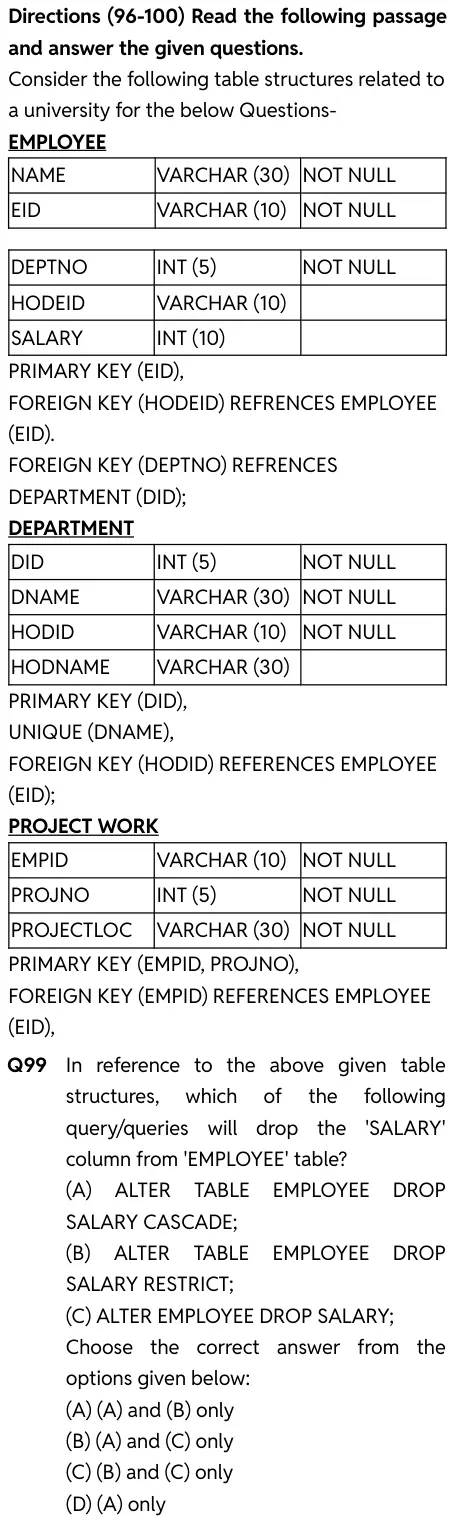 Directions (96-100) Read the following passage
and answer the given questions.
Consider the following table structures related to
a university for the below Questions-
EMPLOYEE
NAME VARCHAR (30) NOT NULL
EID VARCHAR (10) NOT NULL
DEPTNO INT (5) NOT NULL
HODEID VARCHAR (10)
SALARY INT (10)
PRIMARY KEY (EID),
FOREIGN KEY (HODEID) REFRENCES EMPLOYEE
(EID).
FOREIGN KEY (DEPTNO) REFRENCES
DEPARTMENT (DID);
DEPARTMENT
DID INT (5) NOT NULL
DNAME VARCHAR (30) NOT NULL
HODID VARCHAR (10) NOT NULL
HODNAME VARCHAR (30)
PRIMARY KEY (DID),
UNIQUE (DNAME),
FOREIGN KEY (HODID) REFERENCES EMPLOYEE
(EID);
PROJECT WORK
EMPID VARCHAR (10) NOT NULL
PROJNO INT (5) NOT NULL
PROJECTLOC VARCHAR (30) NOT NULL
PRIMARY KEY (EMPID, PROJNO),
FOREIGN KEY (EMPID) REFERENCES EMPLOYEE
(EID),
Q99 In reference to the above given table
structures, which of the following
query/queries will drop the 'SALARY'
column from 'EMPLOYEE' table?
(A) ALTER TABLE EMPLOYEE DROP
SALARY CASCADE;
(B) ALTER TABLE EMPLOYEE DROP
SALARY RESTRICT;
(C) ALTER EMPLOYEE DROP SALARY;
Choose the correct answer from the
options given below:
(A) (A) and (B) only
(B) (A) and (C) only
(C) (B) and (C) only
(D) (A) only